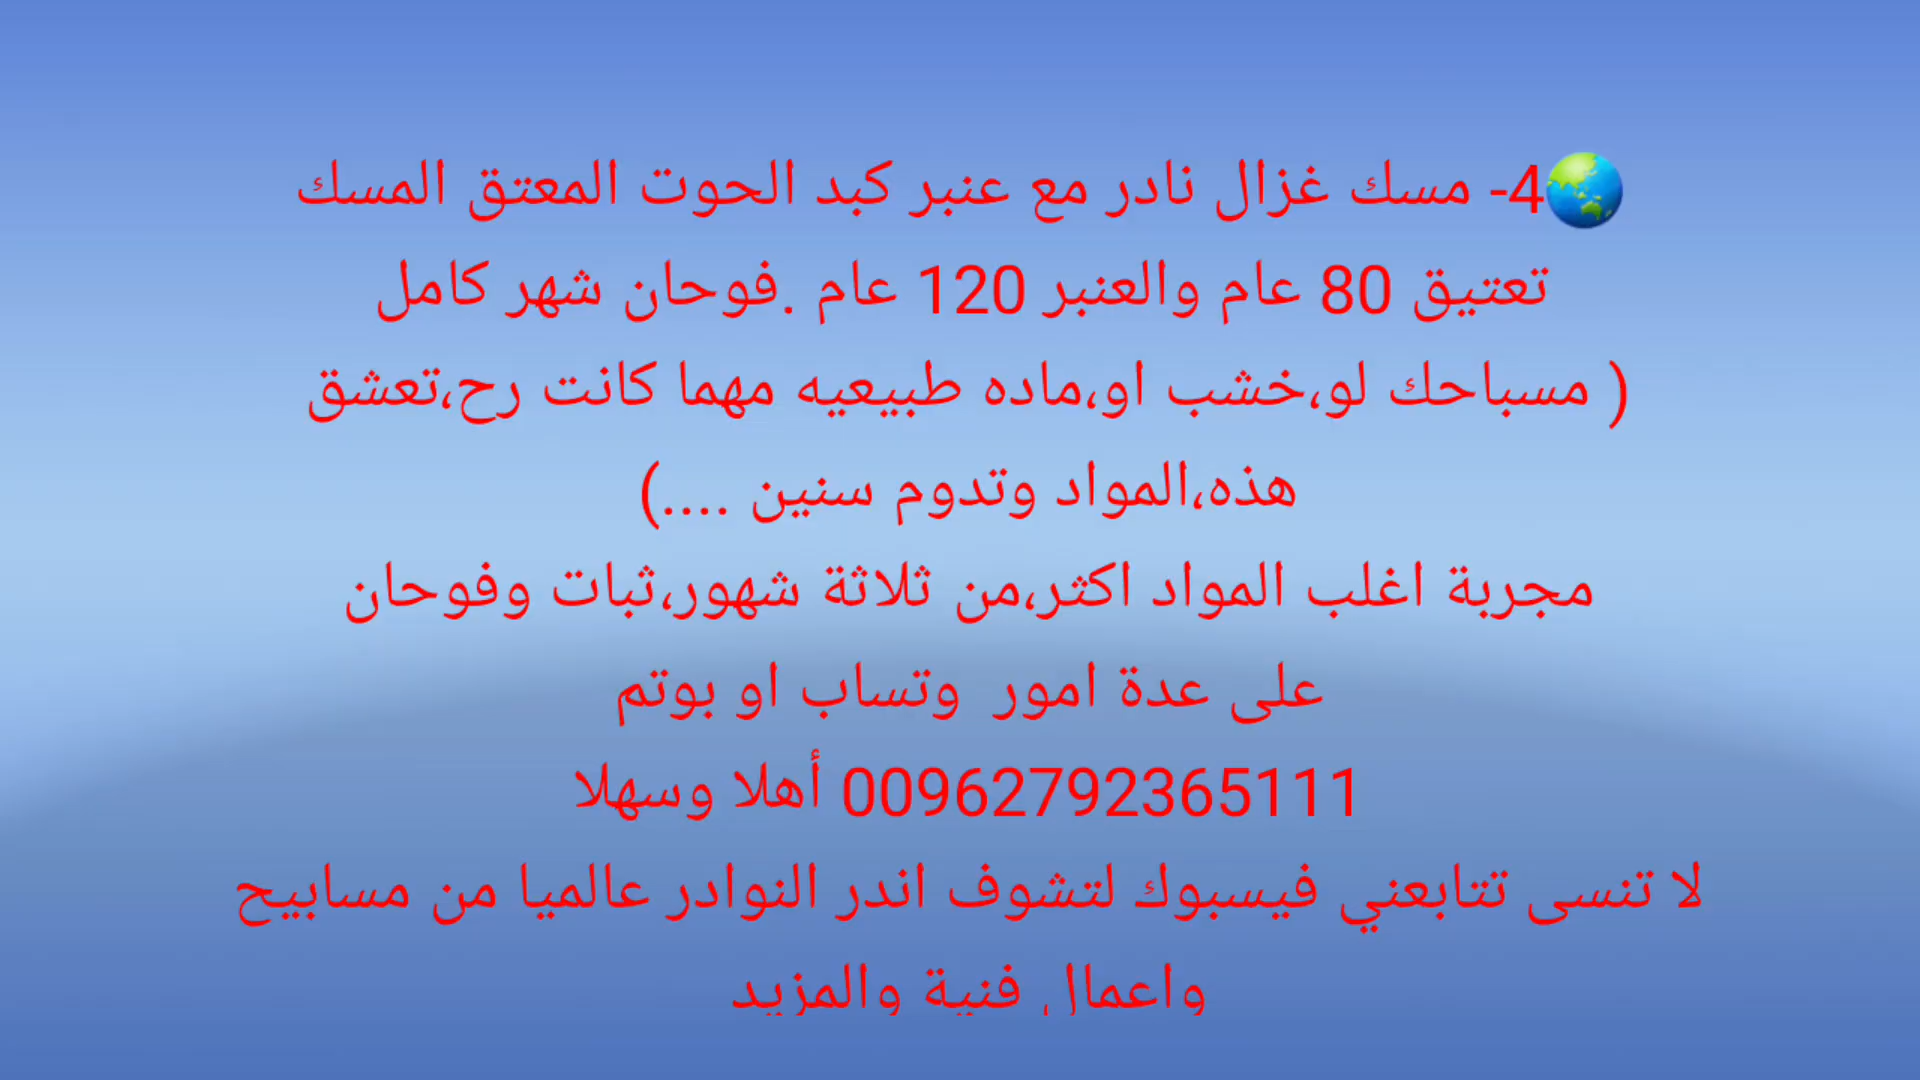 🌏4- مسك غزال نادر مع عنبر كبد الحوت المعتق المسك
تعتيق 80 عام والعنبر 120 عام .فوحان شهر كامل
( مسباحك لو،خشب او،ماده طبيعيه مهما كانت رح،تعشق
هذه،المواد وتدوم سنين ....)
مجربة اغلب المواد اكثر،من ثلاثة شهور،ثبات وفوحان
على عدة امور  وتساب او بوتم
00962792365111 أهلا وسهلا
لا تنسى تتابعني فيسبوك لتشوف اندر النوادر عالميا من مسابيح
واعمال فنية والمزيد